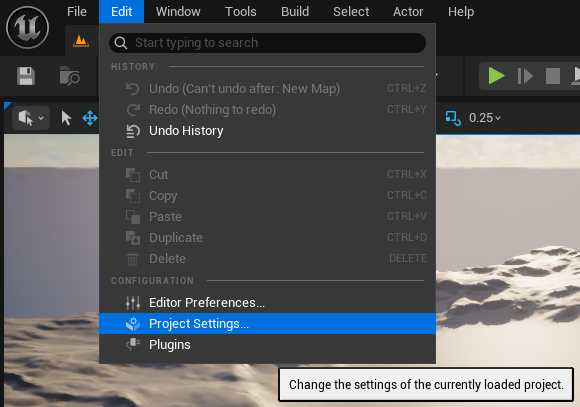 File Edit Window Tools Build Select Actor Help
Start typing to search
HISTORY
Undo (Can't undo after: New Map) CTRL+Z
Redo (Nothing to redo) CTRL+Y
Undo History
0.25
EDIT
Cut CTRL+X
Copy CTRL+C
Paste CTRL+V
Duplicate CTRL+D
Delete DELETE
CONFIGURATION
Editor Preferences...
Project Settings...
Plugins
Change the settings of the currently loaded project.